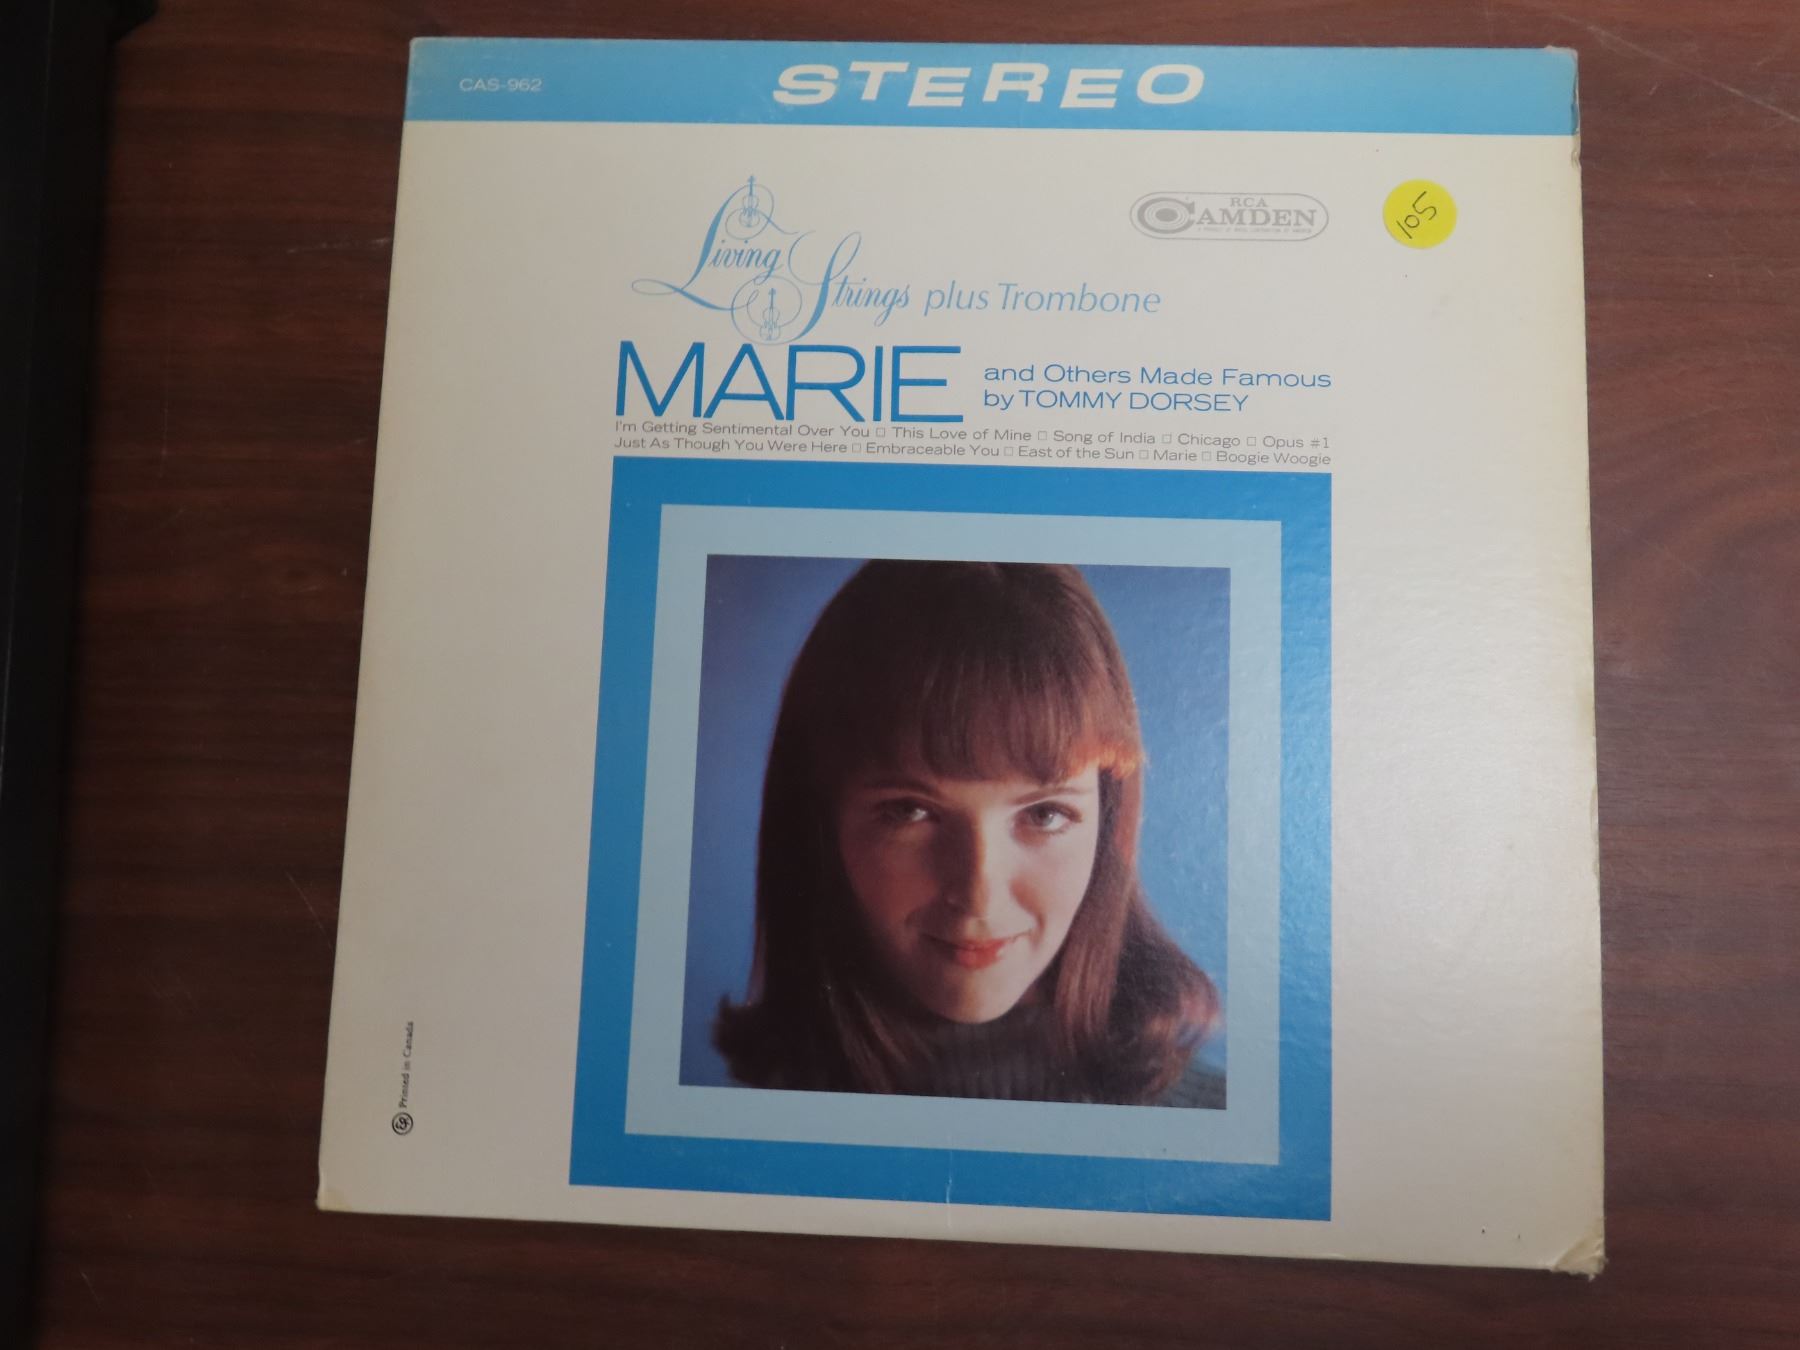 CAS-962
STEREO
RCA
CAMDEN
105
Living Strings plus Trombone
MARIE
and Others Made Famous
by TOMMY DORSEY
I'm Getting Sentimental Over You □ This Love of Mine □ Song of India □ Chicago □ Opus #1
Just As Though You Were Here □ Embraceable You □ East of the Sun □ Marie □ Boogie Woogie
Printed in Canada